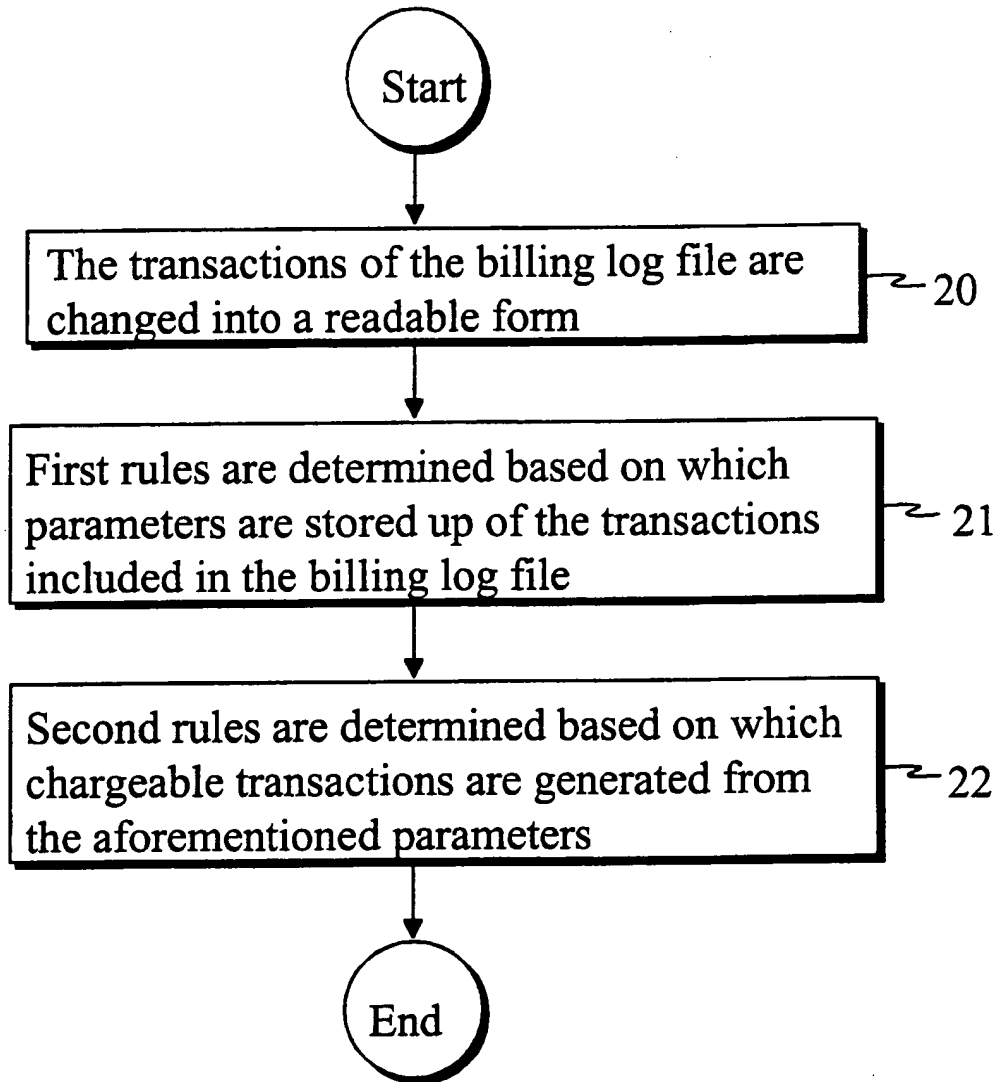 Start
The transactions of the billing log file are
changed into a readable form
20
First rules are determined based on which
parameters are stored up of the transactions
included in the billing log file
21
Second rules are determined based on which
chargeable transactions are generated from
the aforementioned parameters
22
End